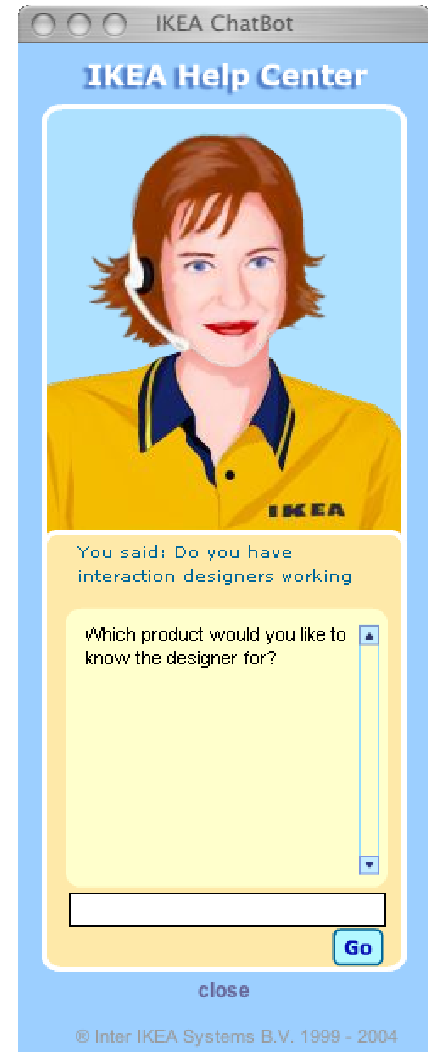 IKEA ChatBot
IKEA Help Center
IKEA
You said: Do you have
interaction designers working
Which product would you like to
know the designer for?
Go
close
® Inter IKEA Systems B.V. 1999 - 2004